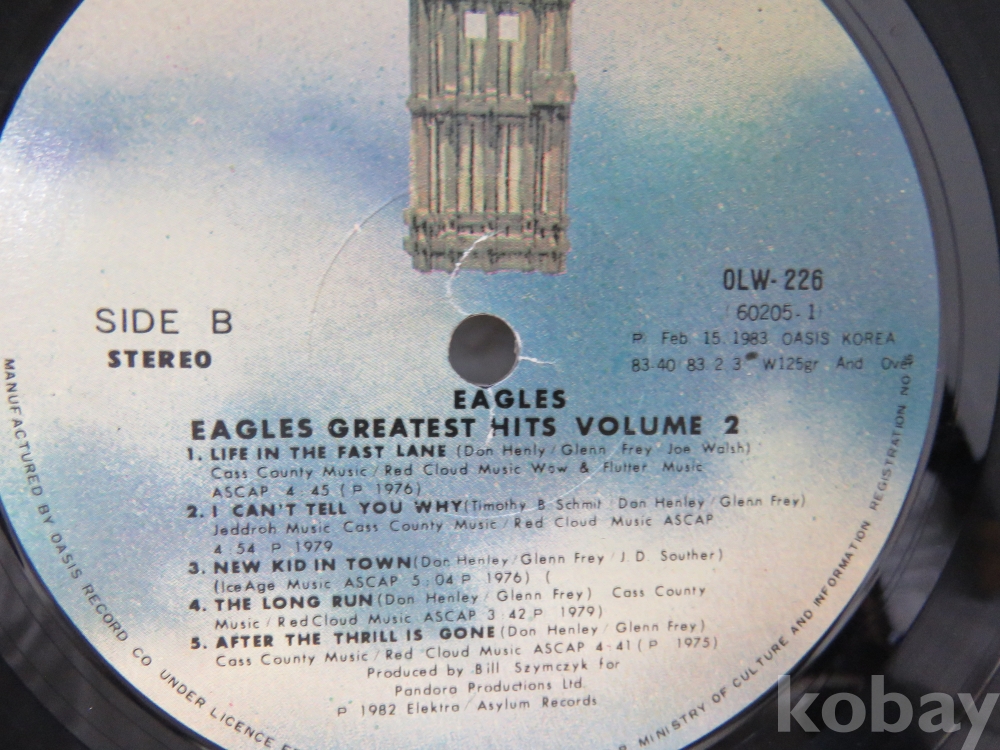 SIDE B
STEREO
OLW-226
(60205-1)
P. Feb. 15. 1983. OASIS KOREA
83-40 83. 2. 3. W125gr And Over
EAGLES
EAGLES GREATEST HITS VOLUME 2
1. LIFE IN THE FAST LANE (Don Henly/Glenn Frey Joe Walsh)
Cass County Music/Red Cloud Music Wow & Flutter Music
ASCAP 4:45 (P 1976)
2. I CAN'T TELL YOU WHY(Timothy B Schmit/Don Henley/Glenn Frey)
Jeddrah Music Cass County Music/Red Cloud Music ASCAP
4 54 P 1979
3. NEW KID IN TOWN(Don Henley/Glenn Frey/J.D. Souther)
(Ice Age Music ASCAP 5:04 P 1976) (
4. THE LONG RUN(Don Henley/Glenn Frey) Cass County
Music/RedCloud Music ASCAP 3:42 P 1979)
5. AFTER THE THRILL IS GONE(Don Henley/Glenn Frey)
Cass County Music/Red Cloud Music ASCAP 4-41 (P 1975)
Produced by Bill Szymczyk for
Pandora Productions Ltd.
P 1982 Elektra/Asylum Records
MANUFACTURED BY OASIS RECORD CO UNDER LICENCE
MINISTRY OF CULTURE AND INFORMATION REGISTRATION NO
kobay